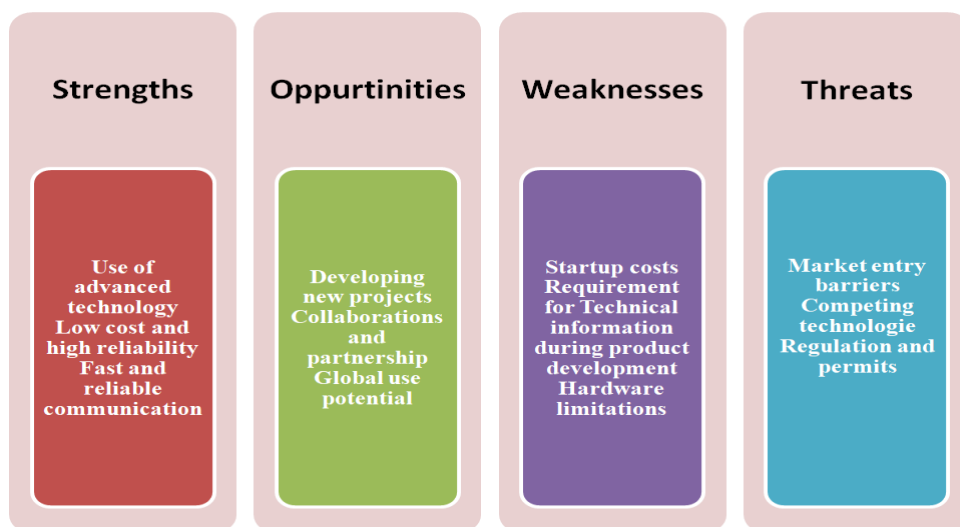 Strengths
Use of
advanced
technology
Low cost and
high reliability
Fast and
reliable
communication
Oppurtinities
Developing
new projects
Collaborations
and
partnership
Global use
potential
Weaknesses
Startup costs
Requirement
for Technical
information
during product
development
Hardware
limitations
Threats
Market entry
barriers
Competing
technologie
Regulation and
permits